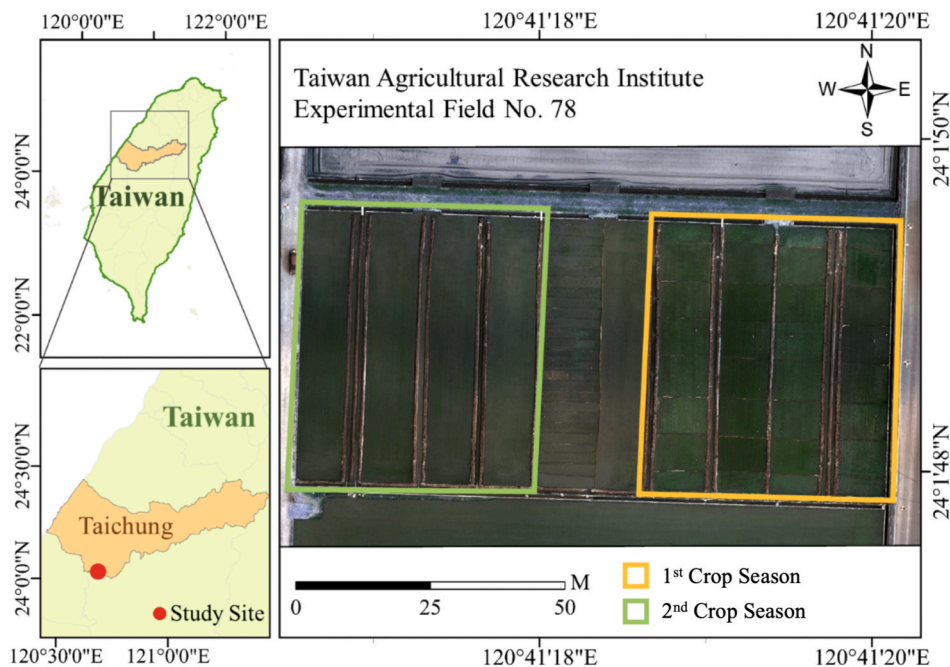 120°0'0"E
122°0'0"E
24°0'0"N
22°0'0"N
Taiwan
Taiwan
Taichung
Study Site
24°30'0"N
24°0'0"N
120°30'0"E
121°0'0"E
120°41'18"E
120°41'20"E
Taiwan Agricultural Research Institute
Experimental Field No. 78
N
W E
S
24°1'50"N
24°1'48"N
M
0 25 50
1st Crop Season
2nd Crop Season
120°41'18"E
120°41'20"E